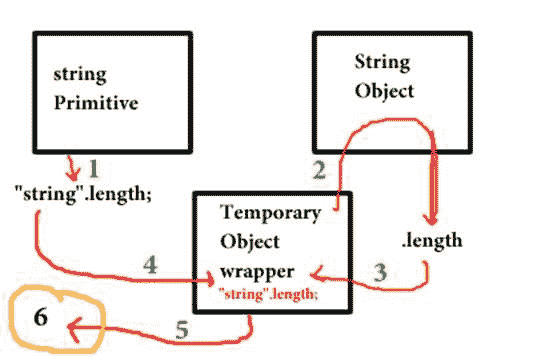 string
Primitive
String
Object
1
2
"string".length;
Temporary
Object
wrapper
"string".length;
.length
3
4
5
6